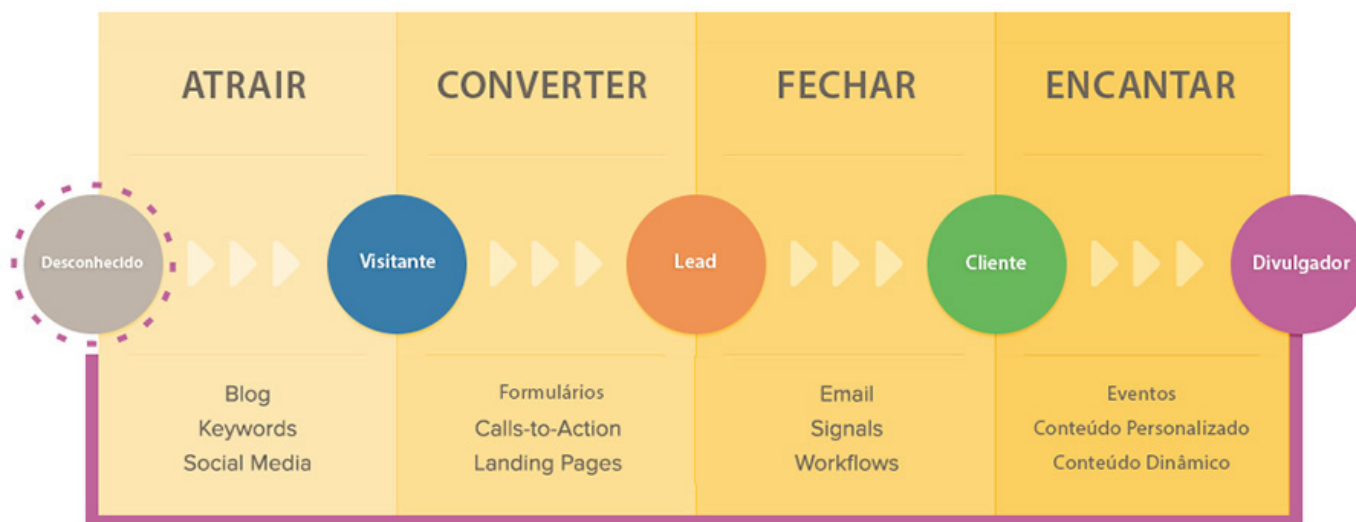 ATRAIR
CONVERTER
FECHAR
ENCANTAR
Desconhecido
Visitante
Lead
Cliente
Divulgador
Blog
Keywords
Social Media
Formulários
Calls-to-Action
Landing Pages
Email
Signals
Workflows
Eventos
Conteúdo Personalizado
Conteúdo Dinâmico